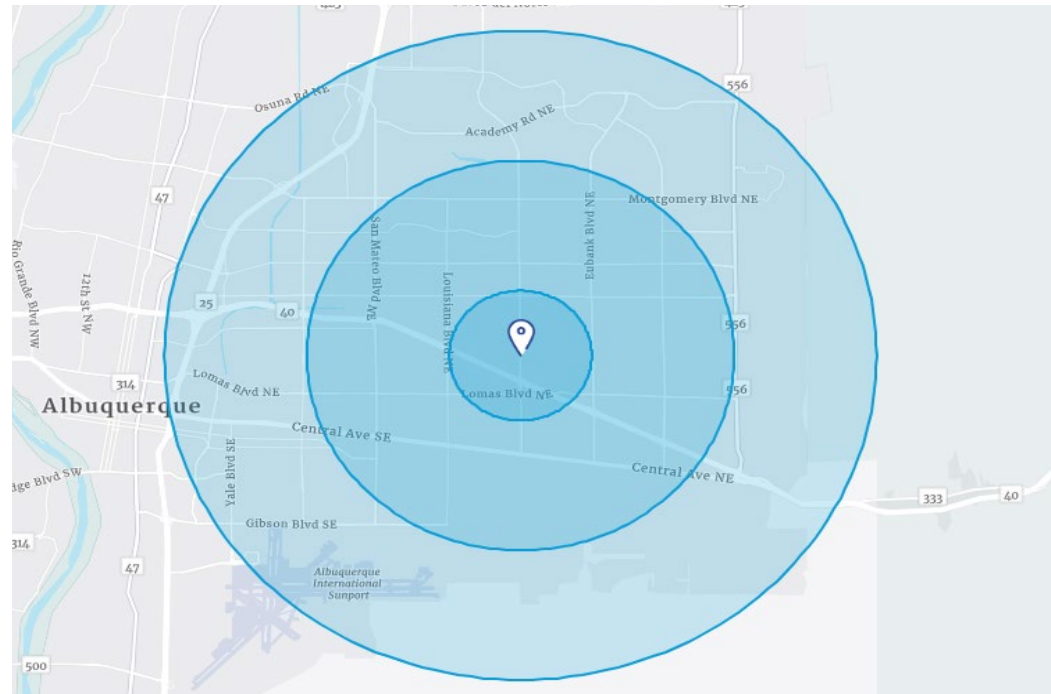 423
Osuna Rd NE
556
Academy Rd NE
47
Montgomery Blvd NE
Rio Grande Blvd NW
12th St NW
San Mateo Blvd NE
Louisiana Blvd NE
Eubank Blvd NE
25
40
556
314
Lomas Blvd NE
Lomas Blvd NE
556
Albuquerque
Central Ave SE
Yale Blvd SE
Central Ave NE
dge Blvd SW
333
40
Gibson Blvd SE
314
47
Albuquerque
International
Sunport
500